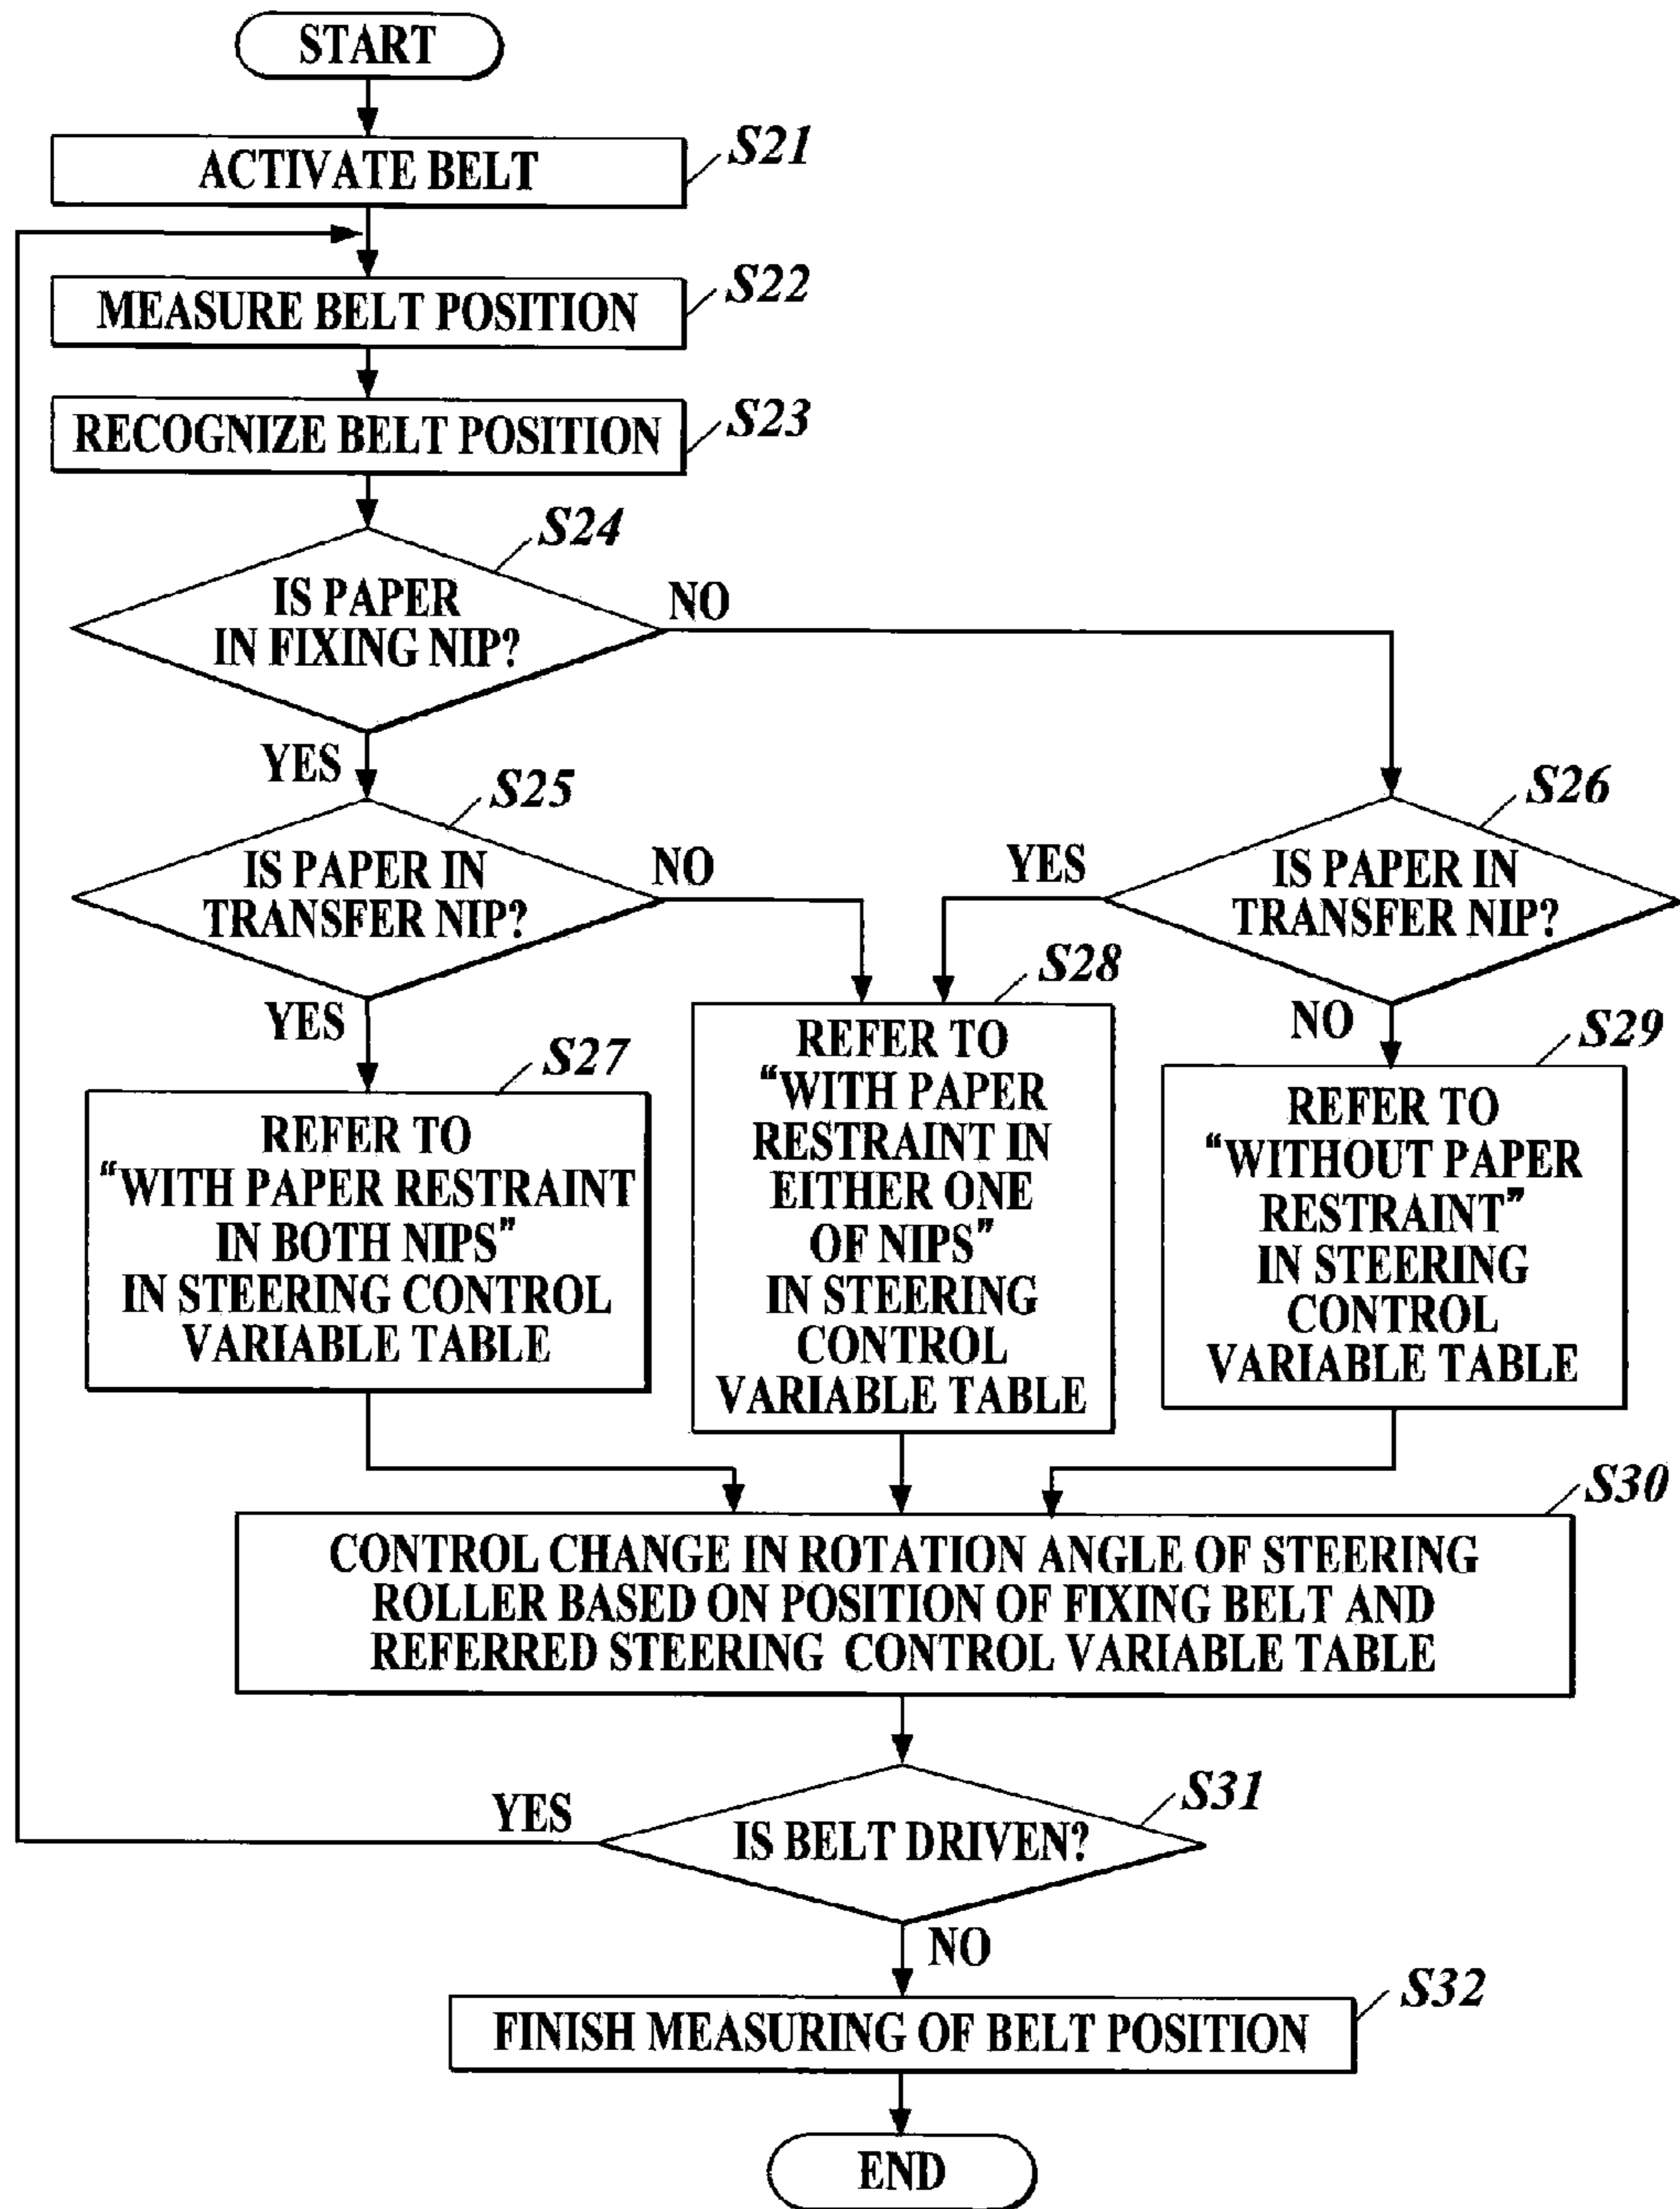 START
ACTIVATE BELT
S21
MEASURE BELT POSITION
S22
RECOGNIZE BELT POSITION
S23
S24
IS PAPER
IN FIXING NIP?
NO
YES
S25
IS PAPER IN
TRANSFER NIP?
NO
YES
S26
IS PAPER IN
TRANSFER NIP?
YES
NO
S27
REFER TO
“WITH PAPER RESTRAINT
IN BOTH NIPS”
IN STEERING CONTROL
VARIABLE TABLE
S28
REFER TO
“WITH PAPER
RESTRAINT IN
EITHER ONE
OF NIPS”
IN STEERING
CONTROL
VARIABLE TABLE
S29
REFER TO
“WITHOUT PAPER
RESTRAINT”
IN STEERING
CONTROL
VARIABLE TABLE
S30
CONTROL CHANGE IN ROTATION ANGLE OF STEERING
ROLLER BASED ON POSITION OF FIXING BELT AND
REFERRED STEERING CONTROL VARIABLE TABLE
S31
IS BELT DRIVEN?
YES
NO
S32
FINISH MEASURING OF BELT POSITION
END